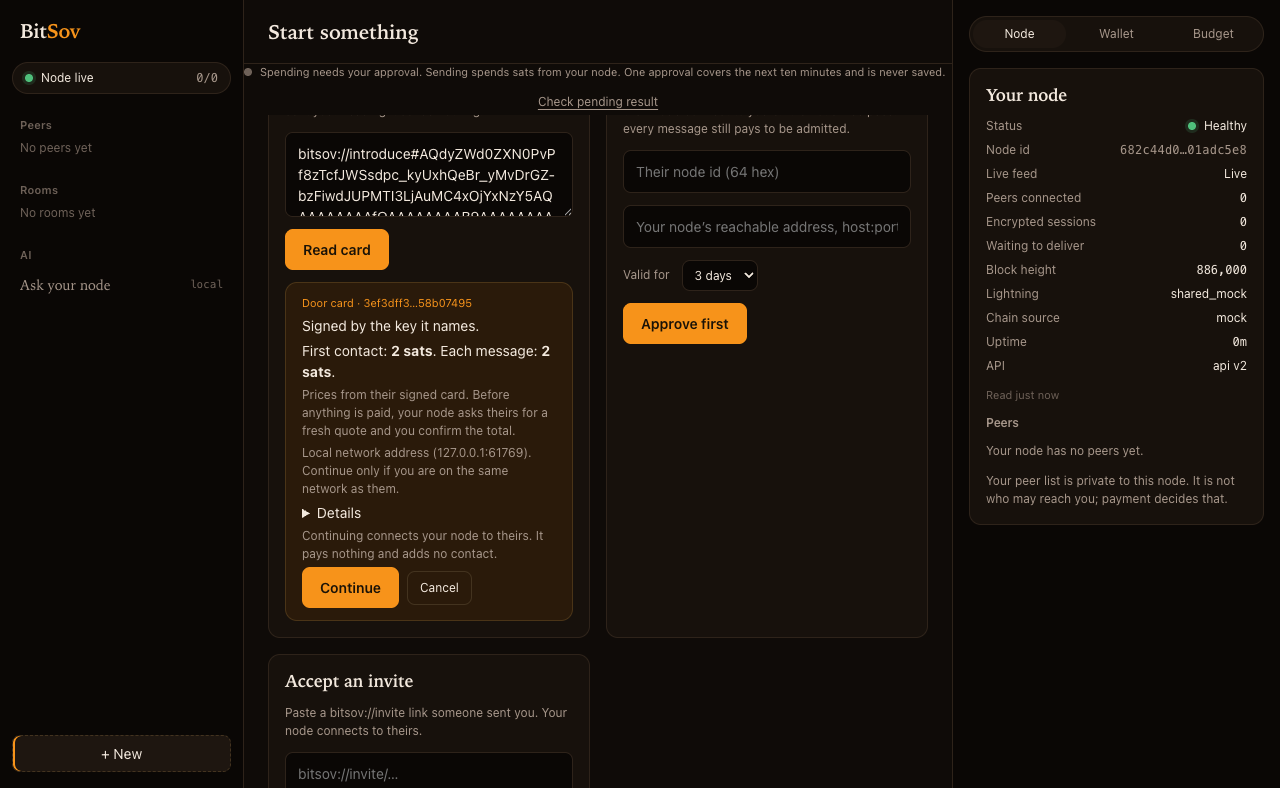 BitSov
Node live 0/0
Peers
No peers yet
Rooms
No rooms yet
AI
Ask your node local
+ New
Start something
Spending needs your approval. Sending spends sats from your node. One approval covers the next ten minutes and is never saved.
Check pending result
bitsov://introduce#AQdyZWd0ZXN0PvP
f8zTcfJWSsdpc_kyUxhQeBr_yMvDrGZ-
bzFiwdJUPMTI3LjAuMC4xOjYxNzY5AQ
Read card
Door card · 3ef3dff3…58b07495
Signed by the key it names.
First contact: 2 sats. Each message: 2
sats.
Prices from their signed card. Before
anything is paid, your node asks theirs for a
fresh quote and you confirm the total.
Local network address (127.0.0.1:61769).
Continue only if you are on the same
network as them.
▶ Details
Continuing connects your node to theirs. It
pays nothing and adds no contact.
Continue Cancel
every message still pays to be admitted.
Their node id (64 hex)
Your node's reachable address, host:port
Valid for 3 days
Approve first
Accept an invite
Paste a bitsov://invite link someone sent you. Your
node connects to theirs.
bitsov://invite/...
Node Wallet Budget
Your node
Status Healthy
Node id 682c44d0…01adc5e8
Live feed Live
Peers connected 0
Encrypted sessions 0
Waiting to deliver 0
Block height 886,000
Lightning shared_mock
Chain source mock
Uptime 0m
API api v2
Read just now
Peers
Your node has no peers yet.
Your peer list is private to this node. It is not
who may reach you; payment decides that.